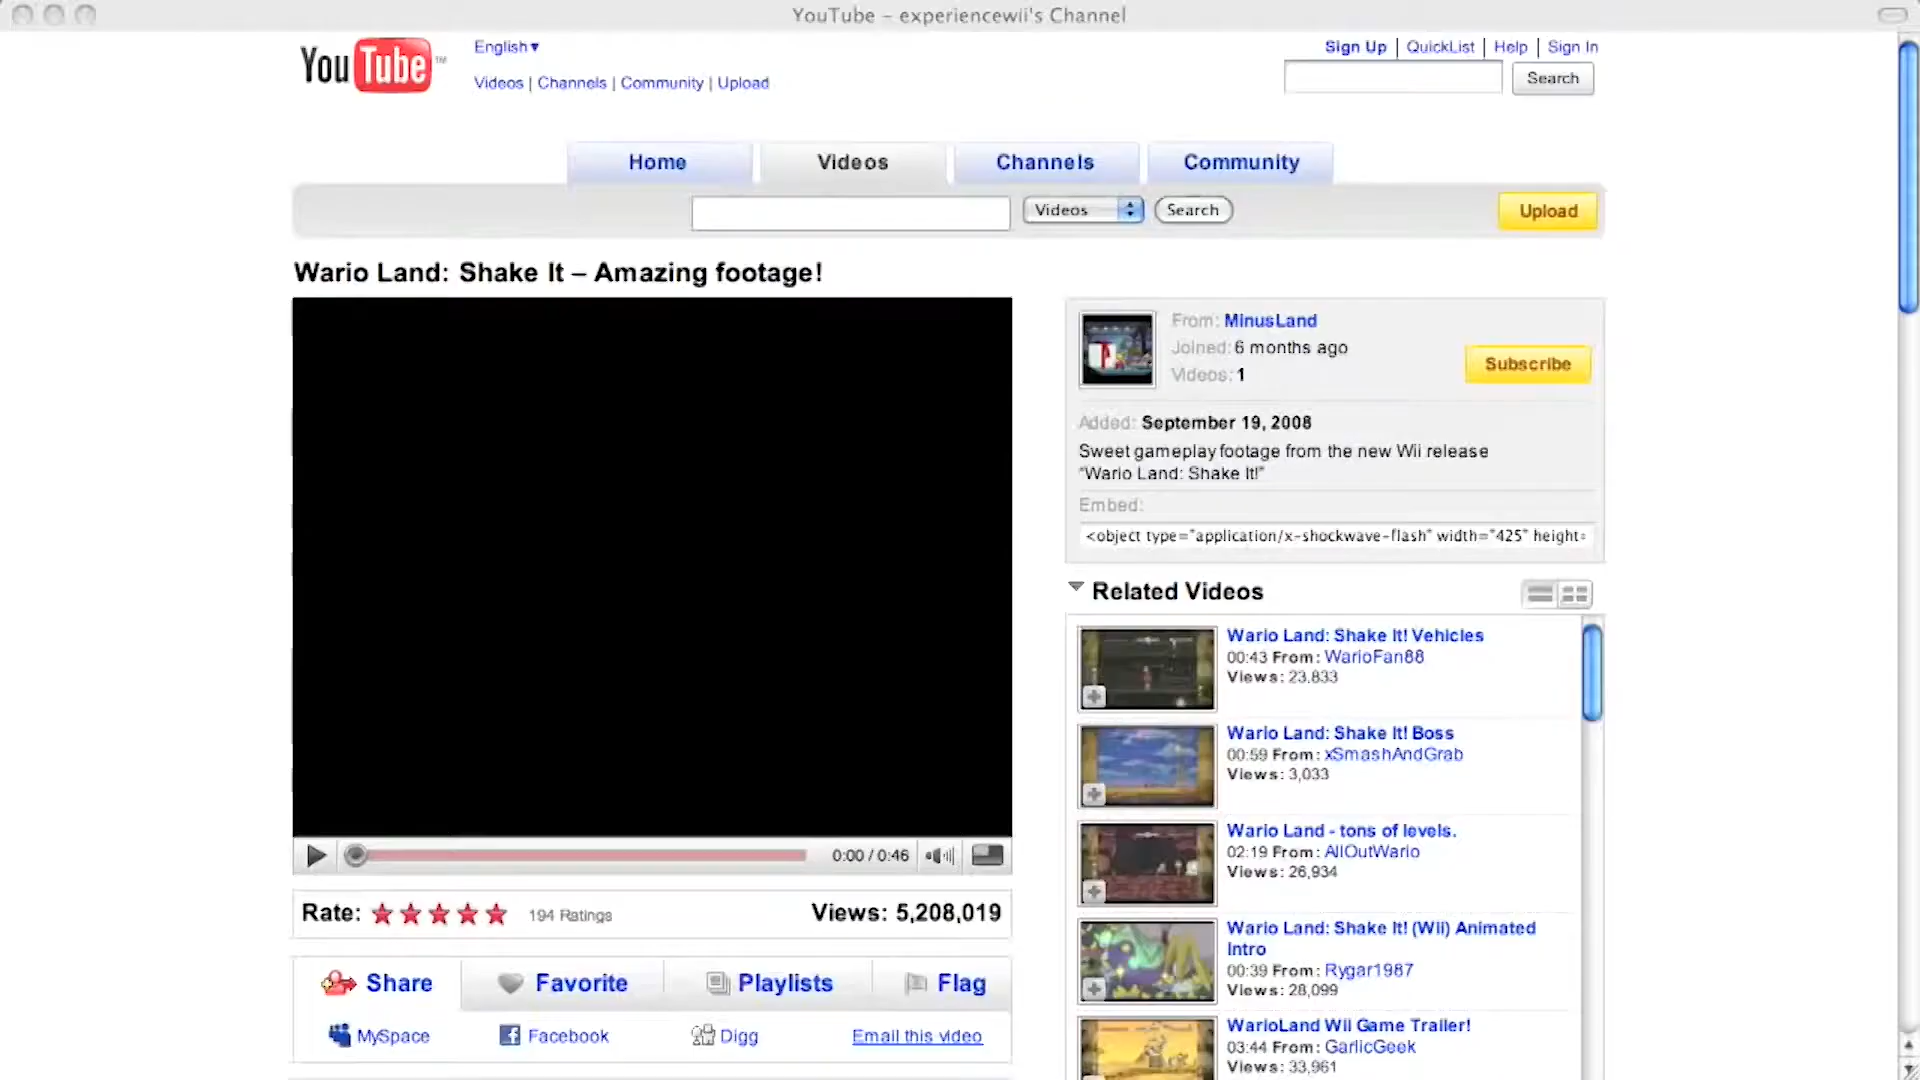 YouTube – experiencewii's Channel
YouTube™
English▾
Videos | Channels | Community | Upload
Sign Up | QuickList | Help | Sign In
Search
Home
Videos
Channels
Community
Videos
Search
Upload
Wario Land: Shake It – Amazing footage!
From: MinusLand
Joined: 6 months ago
Videos: 1
Subscribe
Added: September 19, 2008
Sweet gameplay footage from the new Wii release
"Wario Land: Shake It!"
Embed:
<object type="application/x-shockwave-flash" width="425" height=
Related Videos
Wario Land: Shake It! Vehicles
00:43 From: WarioFan88
Views: 23,833
Wario Land: Shake It! Boss
00:59 From: xSmashAndGrab
Views: 3,033
Wario Land - tons of levels.
02:19 From: AllOutWario
Views: 26,934
Wario Land: Shake It! (Wii) Animated
Intro
00:39 From: Rygar1987
Views: 28,099
WarioLand Wii Game Trailer!
03:44 From: GarlicGeek
Views: 33,961
0:00 / 0:46
Rate:
194 Ratings
Views: 5,208,019
Share
Favorite
Playlists
Flag
MySpace
Facebook
Digg
Email this video